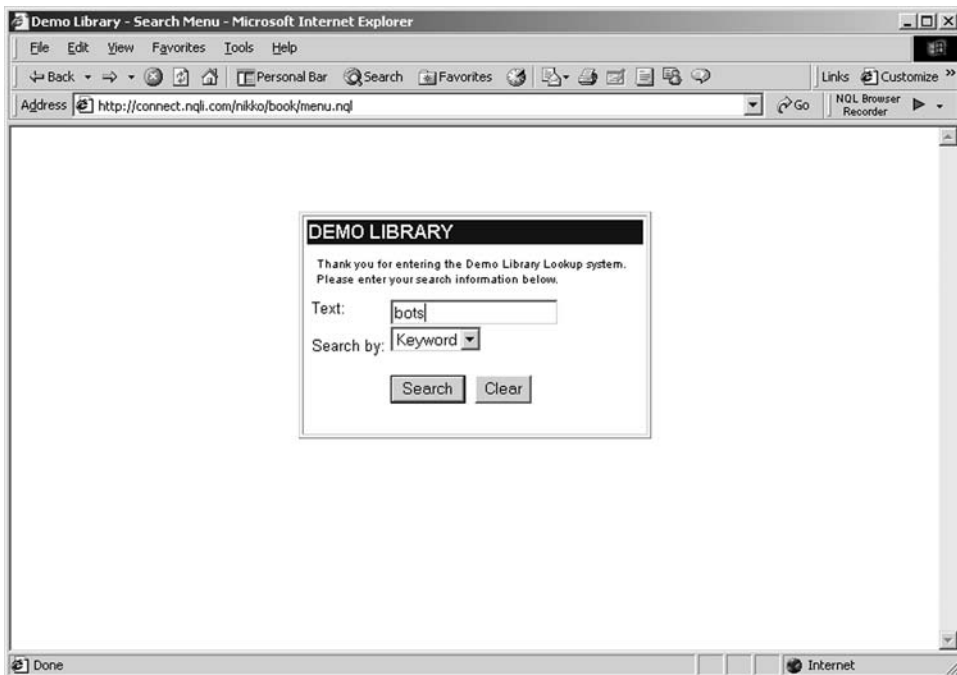 Demo Library - Search Menu - Microsoft Internet Explorer
File Edit View Favorites Tools Help
Back Personal Bar Search Favorites Links Customize »
Address http://connect.nqli.com/nikko/book/menu.nql Go NQL Browser Recorder
DEMO LIBRARY
Thank you for entering the Demo Library Lookup system.
Please enter your search information below.
Text: bots
Search by: Keyword
Search Clear
Done Internet